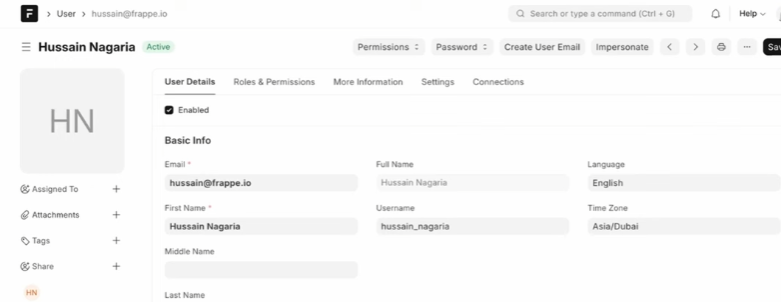 User hussain@frappe.io Search or type a command (Ctrl + G) Help
Hussain Nagaria Active Permissions Password Create User Email Impersonate ...
User Details Roles & Permissions More Information Settings Connections
HN
Enabled
Basic Info
Email * Full Name Language
hussain@frappe.io Hussain Nagaria English
Assigned To
First Name * Username Time Zone
Attachments
Hussain Nagaria hussain_nagaria Asia/Dubai
Tags
Middle Name
Share
HN
Last Name